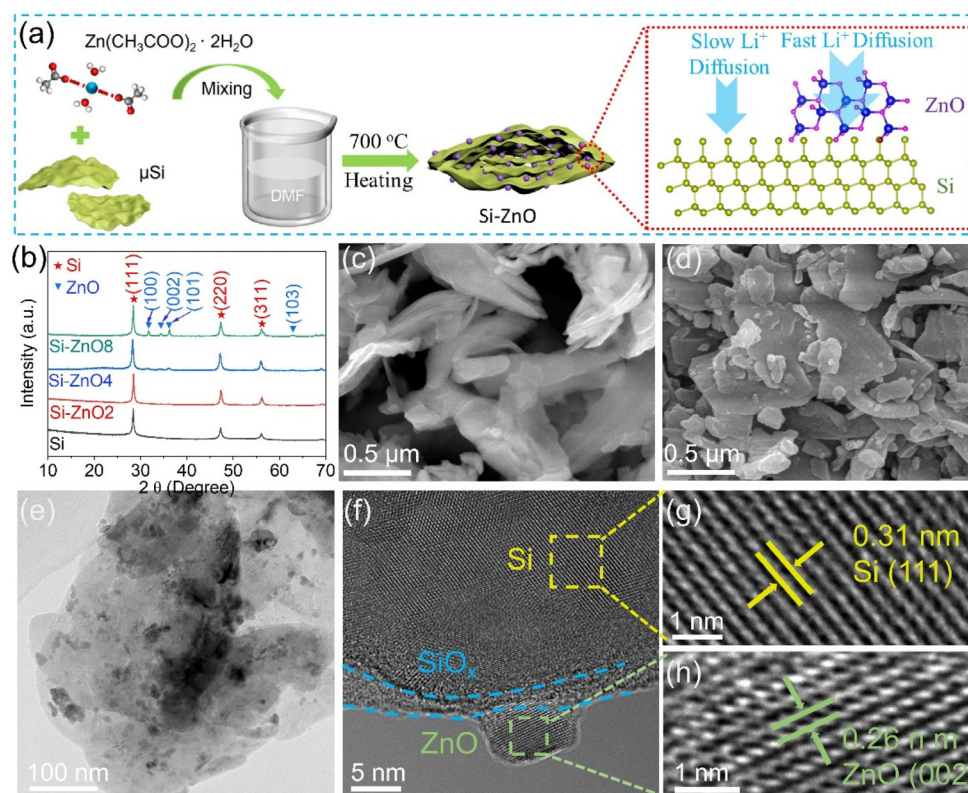 (a)
Zn(CH₃COO)₂ · 2H₂O
Mixing
μSi
DMF
700 °C
Heating
Si-ZnO
Slow Li⁺
Diffusion
Fast Li⁺ Diffusion
ZnO
Si
(b)
Si
ZnO
(111)
(100)
(002)
(101)
(220)
(311)
(103)
Si-ZnO8
Si-ZnO4
Si-ZnO2
Si
Intensity (a.u.)
10 20 30 40 50 60 70
2 θ (Degree)
(c)
0.5 μm
(d)
0.5 μm
(e)
100 nm
(f)
Si
SiOₓ
ZnO
5 nm
(g)
0.31 nm
Si (111)
1 nm
(h)
0.26 n m
ZnO (002
1 nm